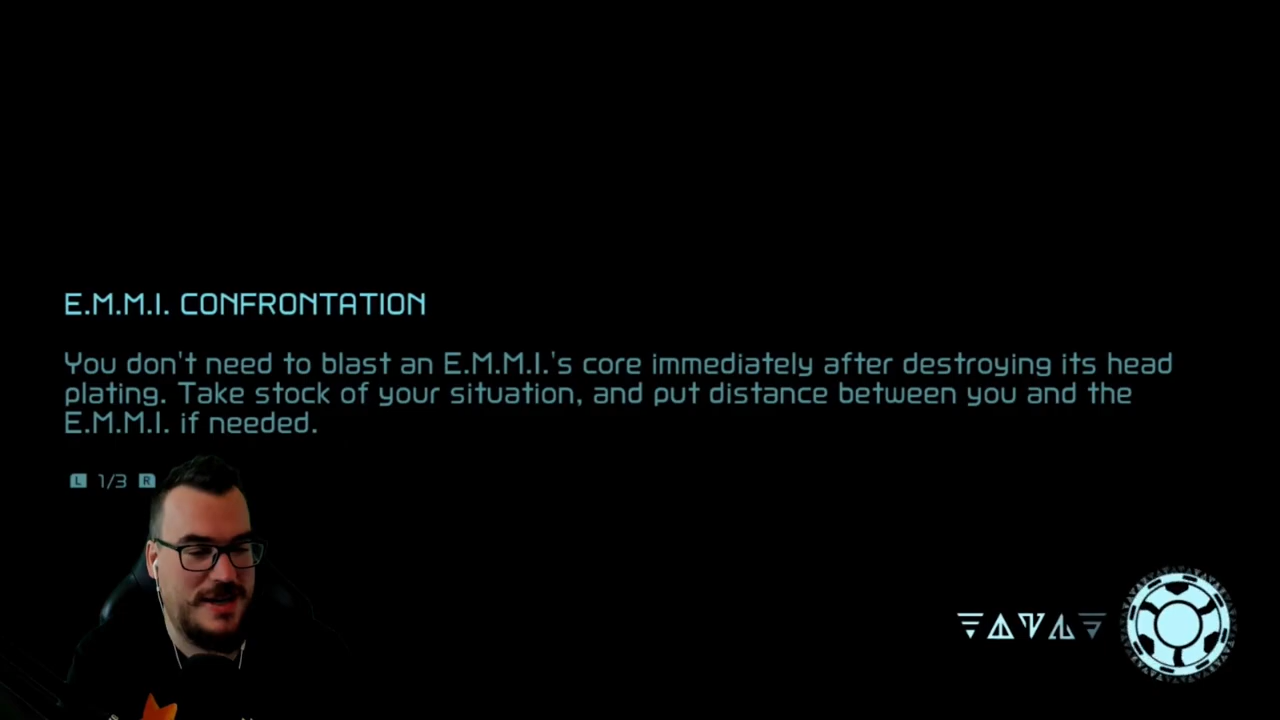 E.M.M.I. CONFRONTATION
You don't need to blast an E.M.M.I.'s core immediately after destroying its head
plating. Take stock of your situation, and put distance between you and the
E.M.M.I. if needed.
L 1/3 R